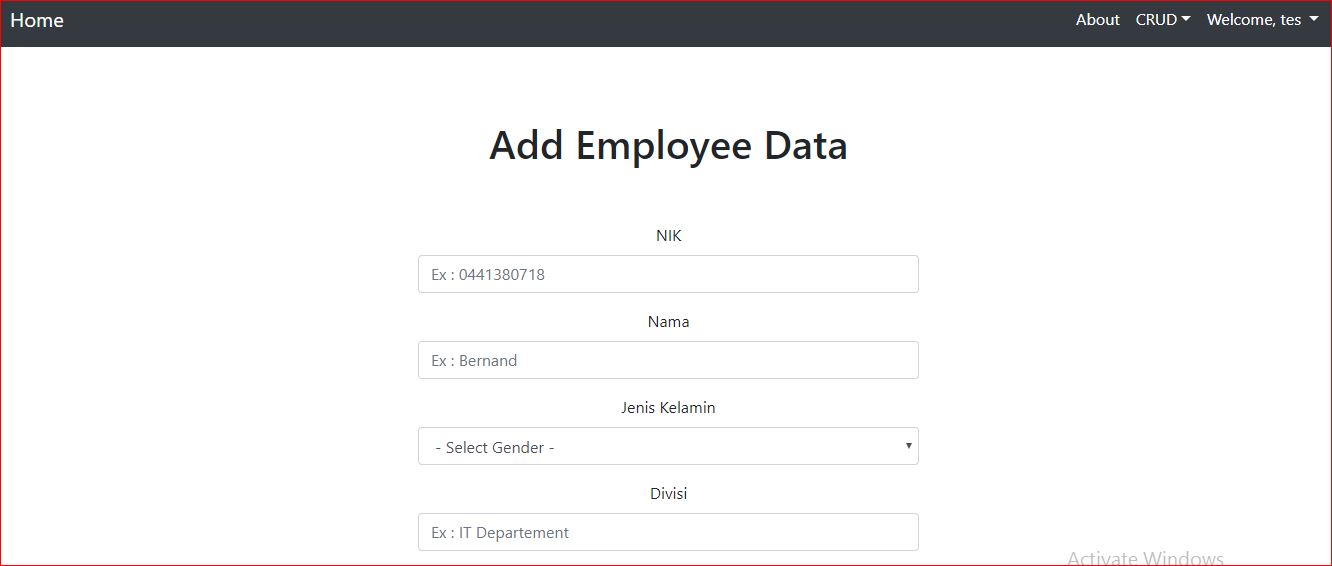 Home About CRUD Welcome, tes
Add Employee Data
NIK
Ex : 0441380718
Nama
Ex : Bernand
Jenis Kelamin
- Select Gender -
Divisi
Ex : IT Departement
Activate Windows